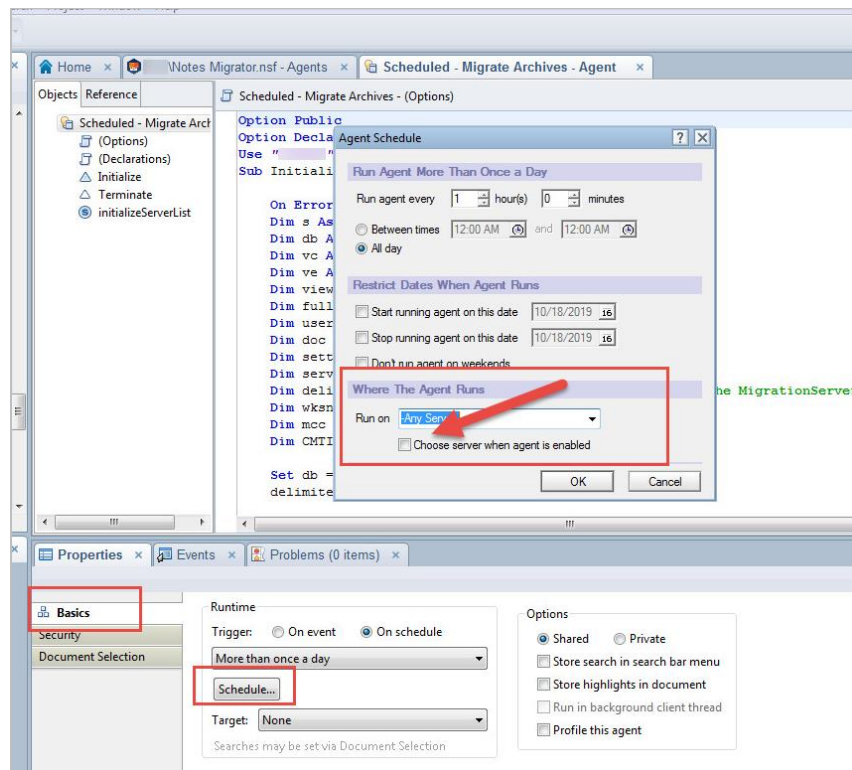 Home × \Notes Migrator.nsf - Agents × Scheduled - Migrate Archives - Agent ×
Objects Reference
Scheduled - Migrate Archives - (Options)
Scheduled - Migrate Arch
(Options)
(Declarations)
Initialize
Terminate
initializeServerList
Option Public
Option Decla
Use "
Sub Initiali
On Error
Dim s As
Dim db A
Dim vc A
Dim ve A
Dim view
Dim full
Dim user
Dim doc
Dim sett
Dim serv
Dim deli he MigrationServer
Dim wksn
Dim mcc
Dim CMTI
Set db =
delimite
Agent Schedule ? X
Run Agent More Than Once a Day
Run agent every 1 hour(s) 0 minutes
Between times 12:00 AM and 12:00 AM
All day
Restrict Dates When Agent Runs
Start running agent on this date 10/18/2019 16
Stop running agent on this date 10/18/2019 16
Don't run agent on weekends
Where The Agent Runs
Run on -Any Serv
Choose server when agent is enabled
OK Cancel
Properties × Events × Problems (0 items) ×
Basics
Security
Document Selection
Runtime
Trigger: On event On schedule
More than once a day
Schedule...
Target: None
Searches may be set via Document Selection
Options
Shared Private
Store search in search bar menu
Store highlights in document
Run in background client thread
Profile this agent